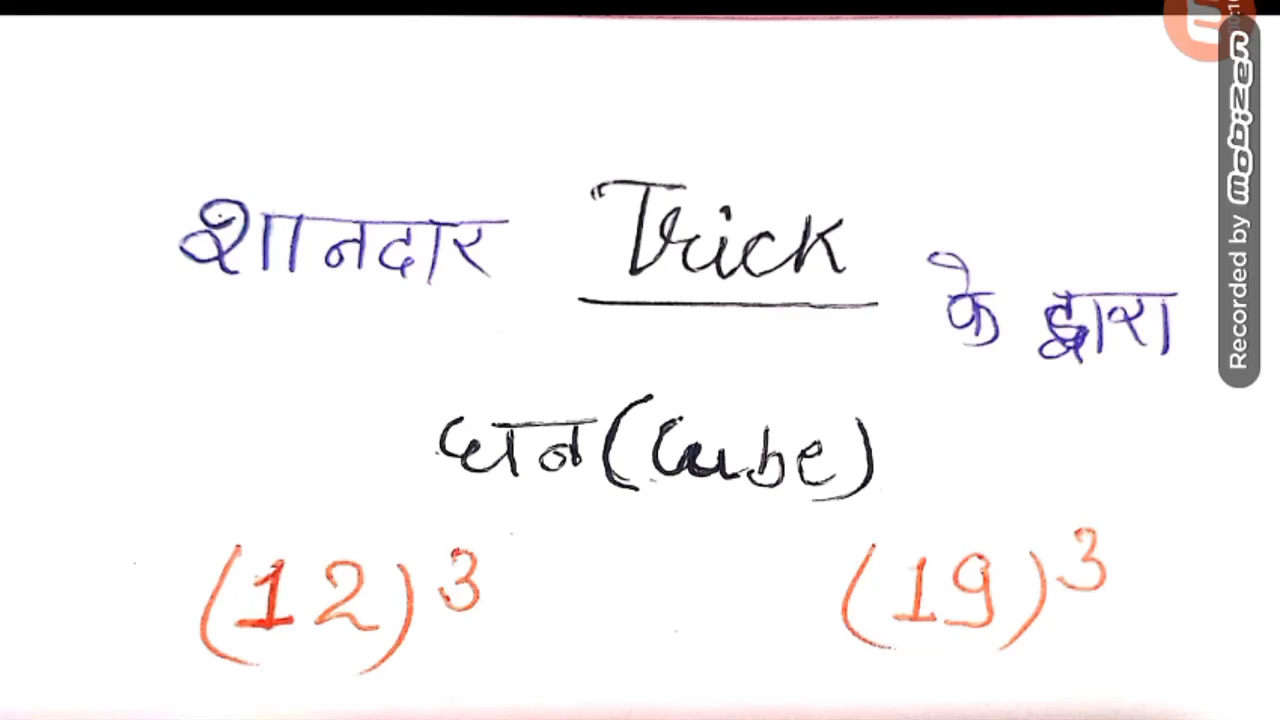 शानदार Trick के द्वारा
घन (Cube)
(12)³ (19)³
Recorded by mobizen